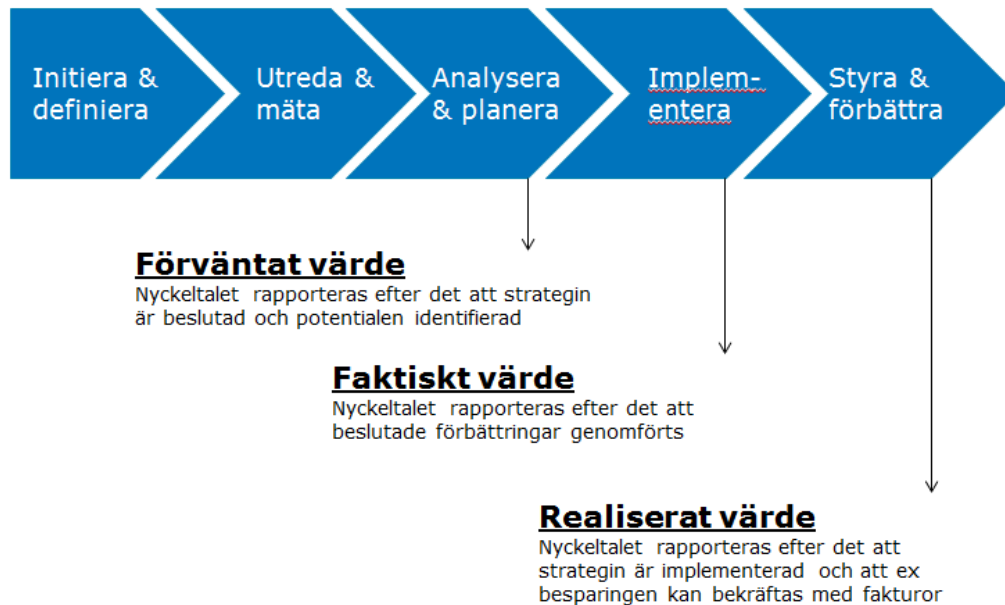 Initiera &
definiera
Utreda &
mäta
Analysera
& planera
Implem-
entera
Styra &
förbättra
Förväntat värde
Nyckeltalet rapporteras efter det att strategin
är beslutad och potentialen identifierad
Faktiskt värde
Nyckeltalet rapporteras efter det att
beslutade förbättringar genomförts
Realiserat värde
Nyckeltalet rapporteras efter det att
strategin är implementerad och att ex
besparingen kan bekräftas med fakturor